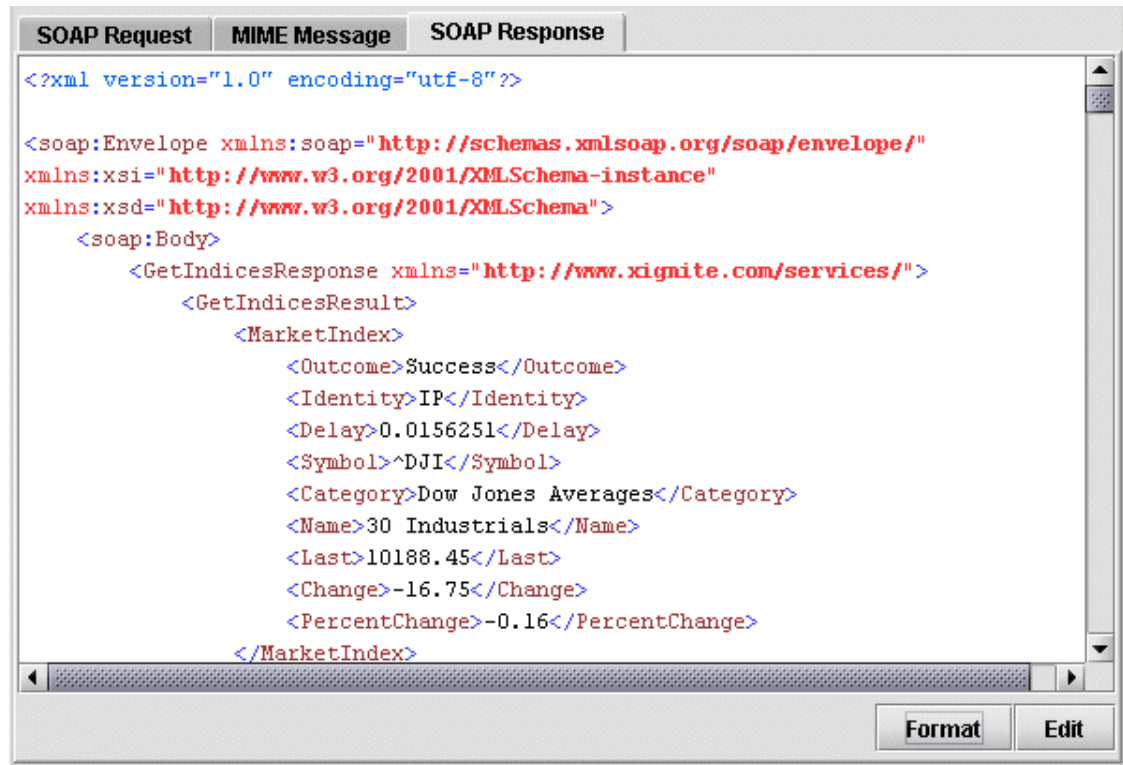 SOAP Request MIME Message SOAP Response
<?xml version="1.0" encoding="utf-8"?>
<soap:Envelope xmlns:soap="http://schemas.xmlsoap.org/soap/envelope/"
xmlns:xsi="http://www.w3.org/2001/XMLSchema-instance"
xmlns:xsd="http://www.w3.org/2001/XMLSchema">
<soap:Body>
<GetIndicesResponse xmlns="http://www.xignite.com/services/">
<GetIndicesResult>
<MarketIndex>
<Outcome>Success</Outcome>
<Identity>IP</Identity>
<Delay>0.0156251</Delay>
<Symbol>^DJI</Symbol>
<Category>Dow Jones Averages</Category>
<Name>30 Industrials</Name>
<Last>10188.45</Last>
<Change>-16.75</Change>
<PercentChange>-0.16</PercentChange>
</MarketIndex>
Format Edit